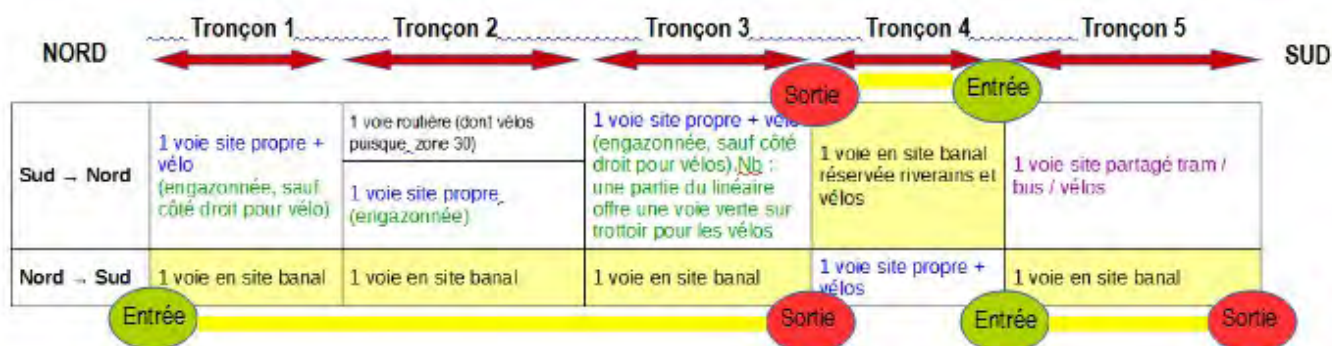 Tronçon 1 Tronçon 2 Tronçon 3 Tronçon 4 Tronçon 5
NORD SUD
Sortie Entrée
Sud → Nord
1 voie site propre +
vélo
(engazonnée, sauf
côté droit pour vélo)
1 voie routière (dont vélos
puisque zone 30)
1 voie site propre
(engazonnée)
1 voie site propre + vélo
(engazonnée, sauf côté
droit pour vélos).Nb :
une partie du linéaire
offre une voie verte sur
trottoir pour les vélos
1 voie en site banal
réservée riverains et
vélos
1 voie site partagé tram /
bus / vélos
Nord → Sud
1 voie en site banal
1 voie en site banal
1 voie en site banal
1 voie site propre +
vélos
1 voie en site banal
Entrée Sortie Entrée Sortie